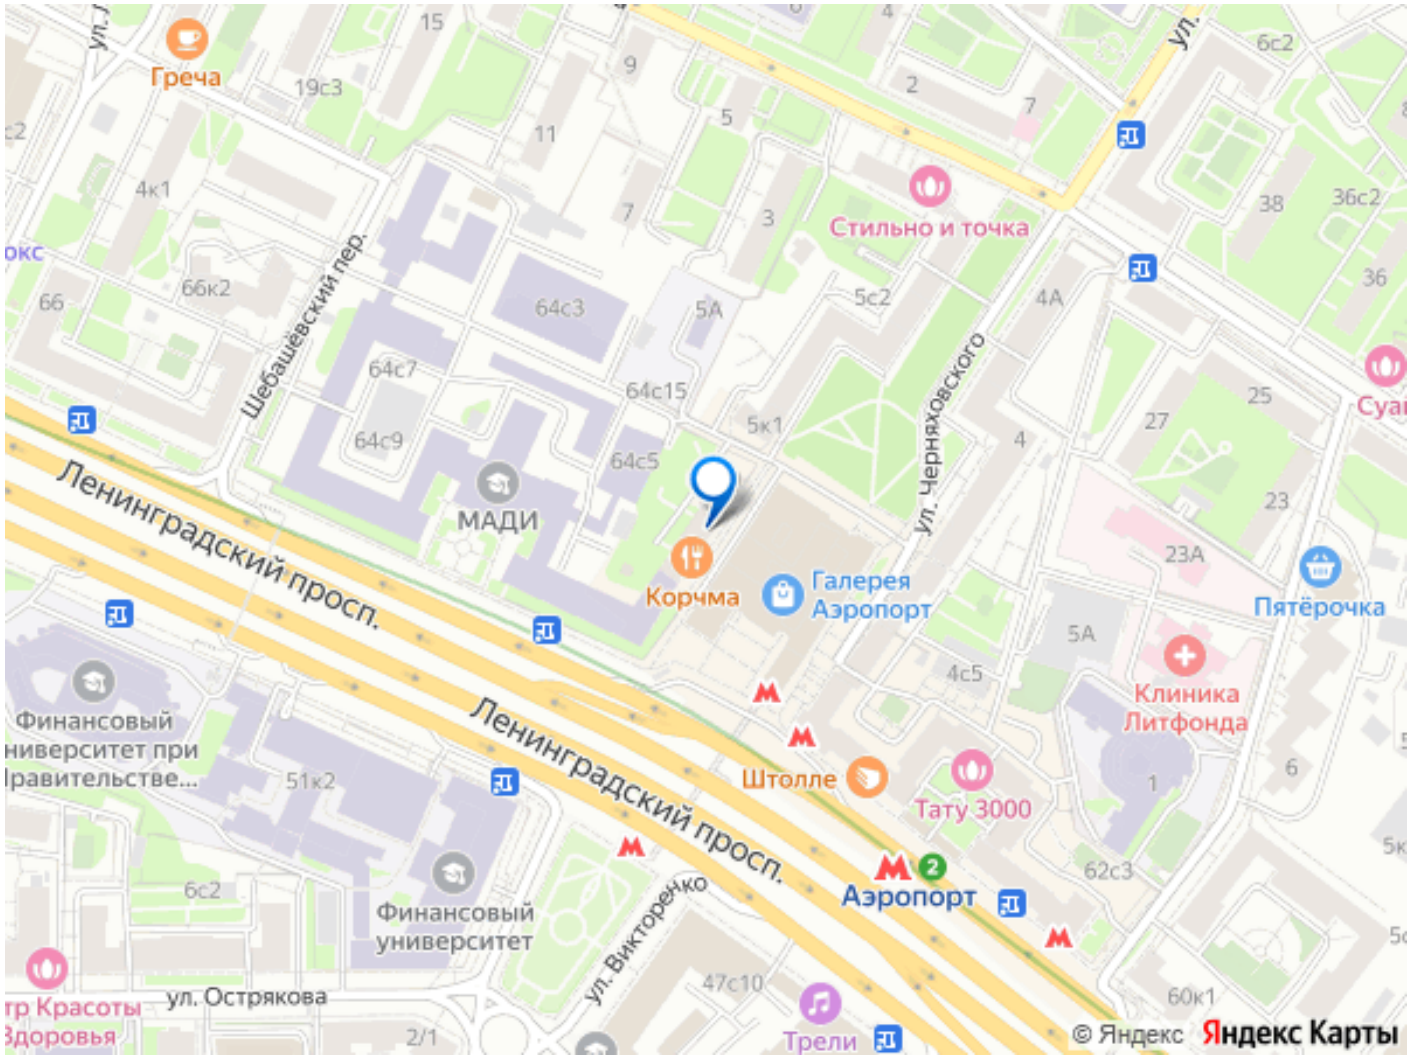 15
6
4
6с2
Греча
19с3
9
2
7
5
11
с2
4к1
7
3
Стильно и точка
38
36с2
окс
66
66к2
Шебашёвский пер.
64с3
5А
5с2
4А
36
64с7
64с15
ул. Черняховского
64с9
64с5
5к1
4
27
25
23
МАДИ
Ленинградский просп.
23А
Корчма
Галерея
Аэропорт
Пятёрочка
5А
4с5
Клиника
Литфонда
Финансовый
ниверситет при
Правительстве...
51к2
Ленинградский просп.
Штолле
Тату 3000
1
6
6с2
Финансовый
университет
ул. Викторенко
2
Аэропорт
62с3
тр Красоты
Здоровья
ул. Острякова
2/1
47с10
Трели
60к1
© Яндекс Яндекс Карты